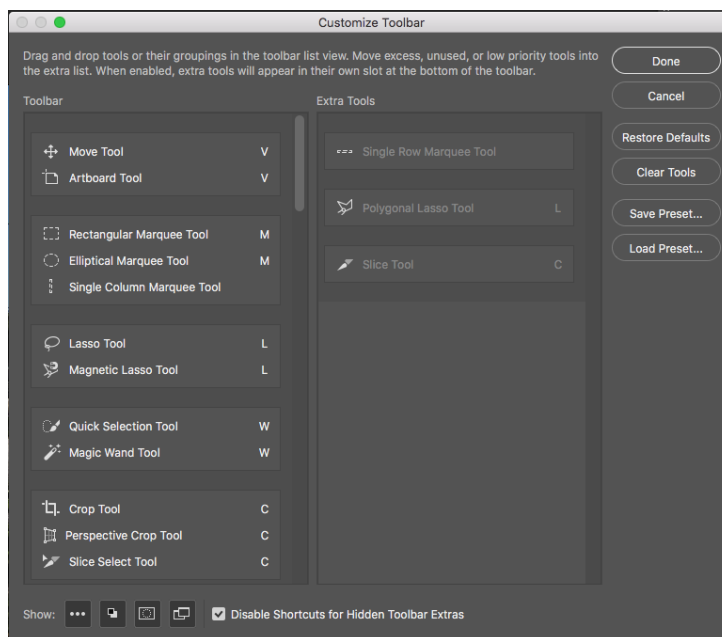 Customize Toolbar
Drag and drop tools or their groupings in the toolbar list view. Move excess, unused, or low priority tools into
the extra list. When enabled, extra tools will appear in their own slot at the bottom of the toolbar.
Done
Cancel
Restore Defaults
Clear Tools
Save Preset...
Load Preset...
Toolbar
Move Tool V
Artboard Tool V
Rectangular Marquee Tool M
Elliptical Marquee Tool M
Single Column Marquee Tool
Lasso Tool L
Magnetic Lasso Tool L
Quick Selection Tool W
Magic Wand Tool W
Crop Tool C
Perspective Crop Tool C
Slice Select Tool C
Extra Tools
Single Row Marquee Tool
Polygonal Lasso Tool L
Slice Tool C
Show: Disable Shortcuts for Hidden Toolbar Extras